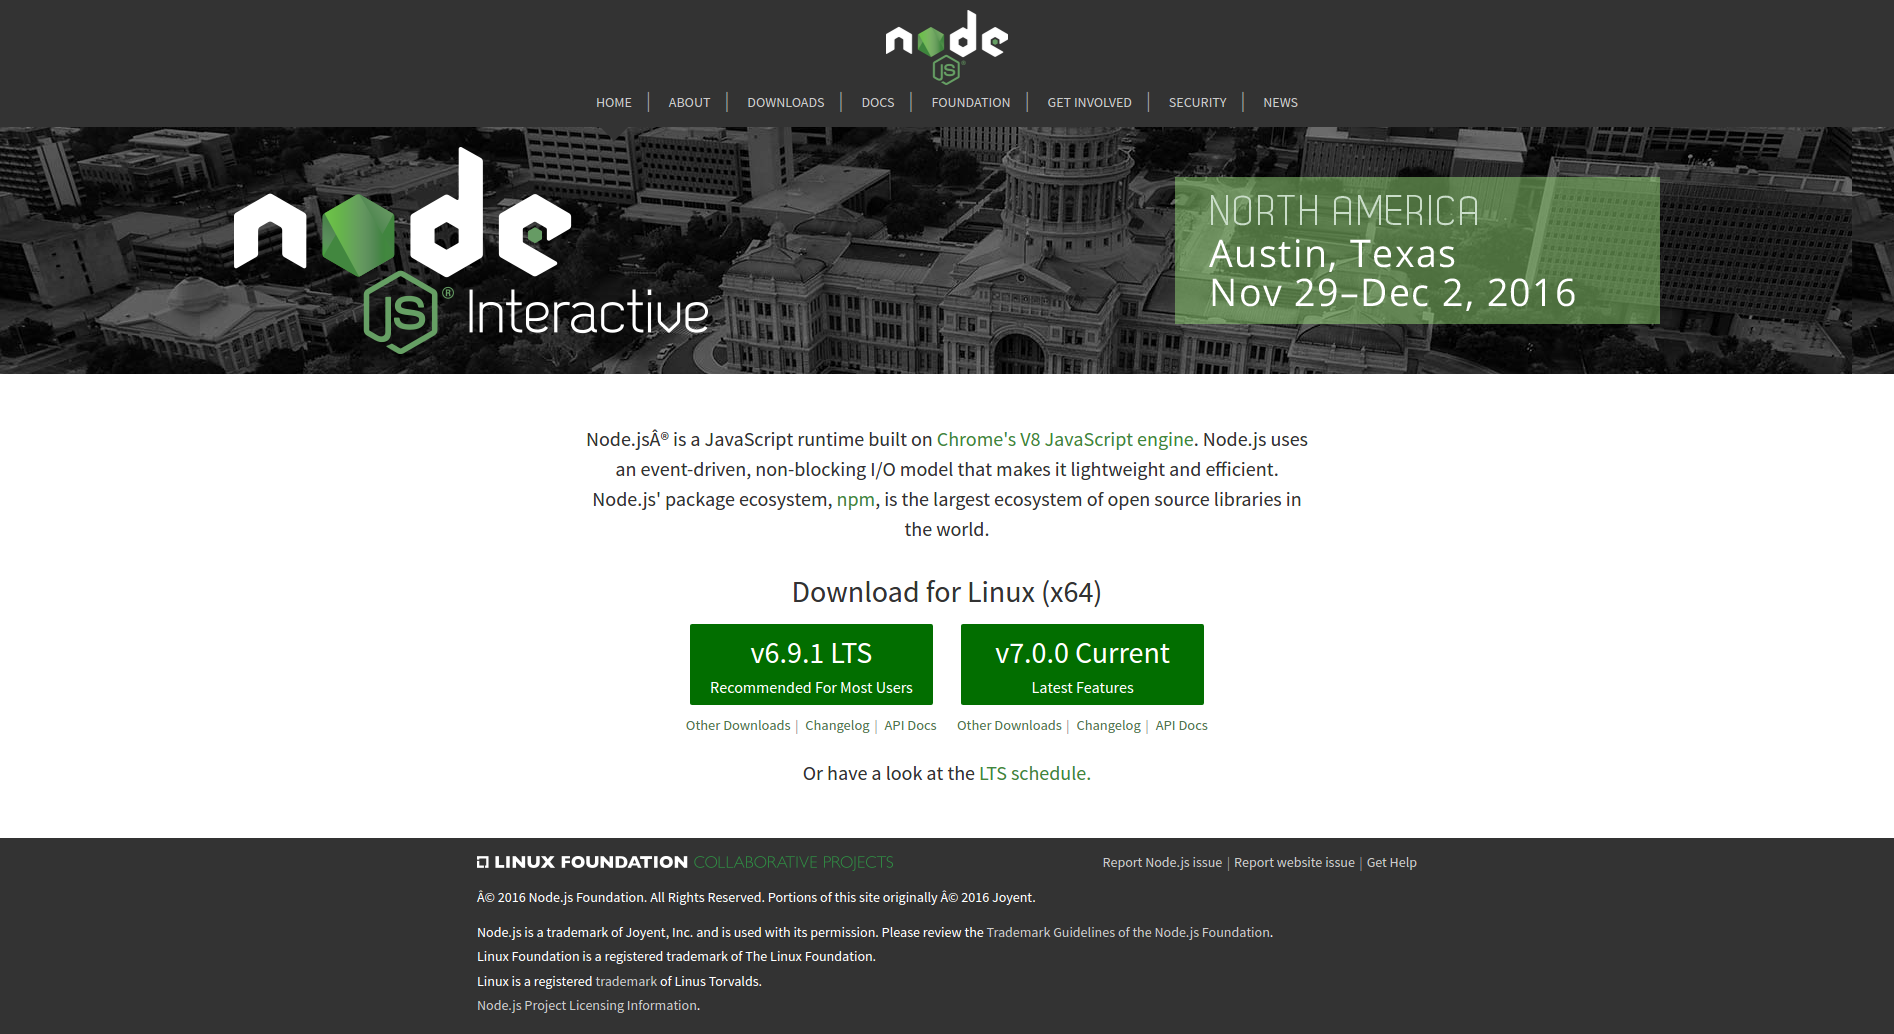 node
JS®
HOME | ABOUT | DOWNLOADS | DOCS | FOUNDATION | GET INVOLVED | SECURITY | NEWS
node
JS® Interactive
NORTH AMERICA
Austin, Texas
Nov 29–Dec 2, 2016
Node.jsÂ® is a JavaScript runtime built on Chrome's V8 JavaScript engine. Node.js uses
an event-driven, non-blocking I/O model that makes it lightweight and efficient.
Node.js' package ecosystem, npm, is the largest ecosystem of open source libraries in
the world.
Download for Linux (x64)
v6.9.1 LTS
Recommended For Most Users
v7.0.0 Current
Latest Features
Other Downloads | Changelog | API Docs
Other Downloads | Changelog | API Docs
Or have a look at the LTS schedule.
LINUX FOUNDATION COLLABORATIVE PROJECTS
Report Node.js issue | Report website issue | Get Help
Â© 2016 Node.js Foundation. All Rights Reserved. Portions of this site originally Â© 2016 Joyent.
Node.js is a trademark of Joyent, Inc. and is used with its permission. Please review the Trademark Guidelines of the Node.js Foundation.
Linux Foundation is a registered trademark of The Linux Foundation.
Linux is a registered trademark of Linus Torvalds.
Node.js Project Licensing Information.